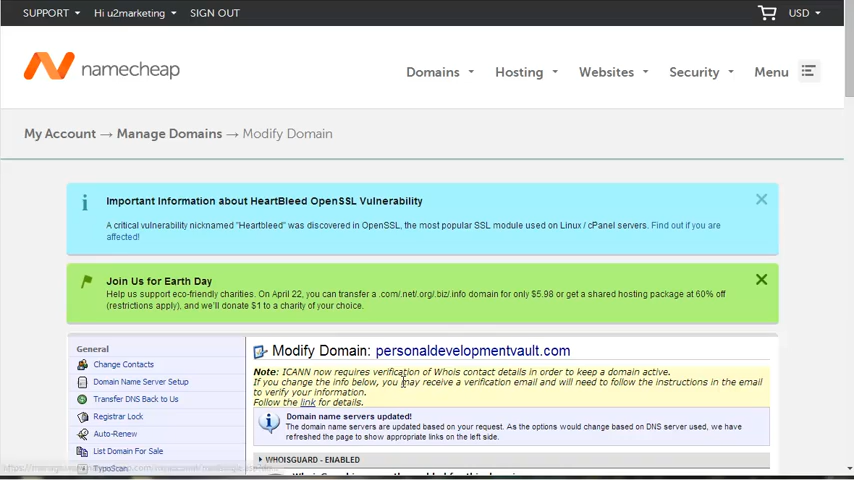 SUPPORT Hi u2marketing SIGN OUT USD
namecheap Domains Hosting Websites Security Menu
My Account → Manage Domains → Modify Domain
Important Information about HeartBleed OpenSSL Vulnerability
A critical vulnerability nicknamed "Heartbleed" was discovered in OpenSSL, the most popular SSL module used on Linux / cPanel servers. Find out if you are
affected!
Join Us for Earth Day
Help us support eco-friendly charities. On April 22, you can transfer a .com/.net/.org/.biz/.info domain for only $5.98 or get a shared hosting package at 60% off
(restrictions apply), and we'll donate $1 to a charity of your choice.
General
Change Contacts
Domain Name Server Setup
Transfer DNS Back to Us
Registrar Lock
Auto-Renew
List Domain For Sale
TypoScan
Modify Domain: personaldevelopmentvault.com
Note: ICANN now requires verification of Whois contact details in order to keep a domain active.
If you change the info below, you may receive a verification email and will need to follow the instructions in the email
to verify your information.
Follow the link for details.
Domain name servers updated!
The domain name servers are updated based on your request. As the options would change based on DNS server used, we have
refreshed the page to show appropriate links on the left side.
WHOISGUARD - ENABLED